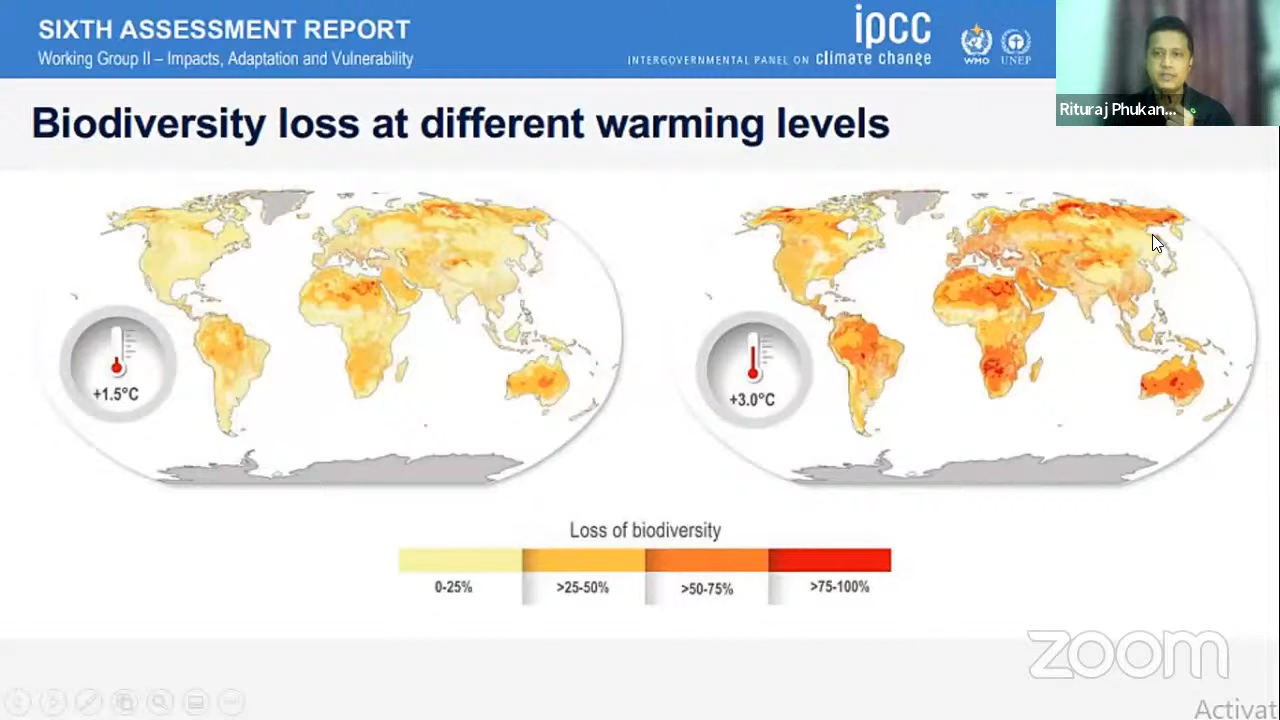 SIXTH ASSESSMENT REPORT
Working Group II – Impacts, Adaptation and Vulnerability
ipcc
INTERGOVERNMENTAL PANEL ON climate change
WMO
UNEP
Rituraj Phukan...
Biodiversity loss at different warming levels
+1.5°C
+3.0°C
Loss of biodiversity
0-25%
>25-50%
>50-75%
>75-100%
zoom
Activat